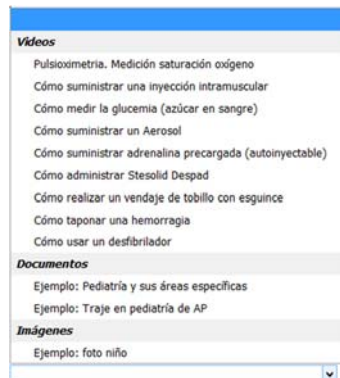 Videos
Pulsioximetria. Medición saturación oxígeno
Cómo suministrar una inyección intramuscular
Cómo medir la glucemia (azúcar en sangre)
Cómo suministrar un Aerosol
Cómo suministrar adrenalina precargada (autoinyectable)
Cómo administrar Stesolid Despad
Cómo realizar un vendaje de tobillo con esguince
Cómo taponar una hemorragia
Cómo usar un desfibrilador
Documentos
Ejemplo: Pediatría y sus áreas específicas
Ejemplo: Traje en pediatría de AP
Imágenes
Ejemplo: foto niño